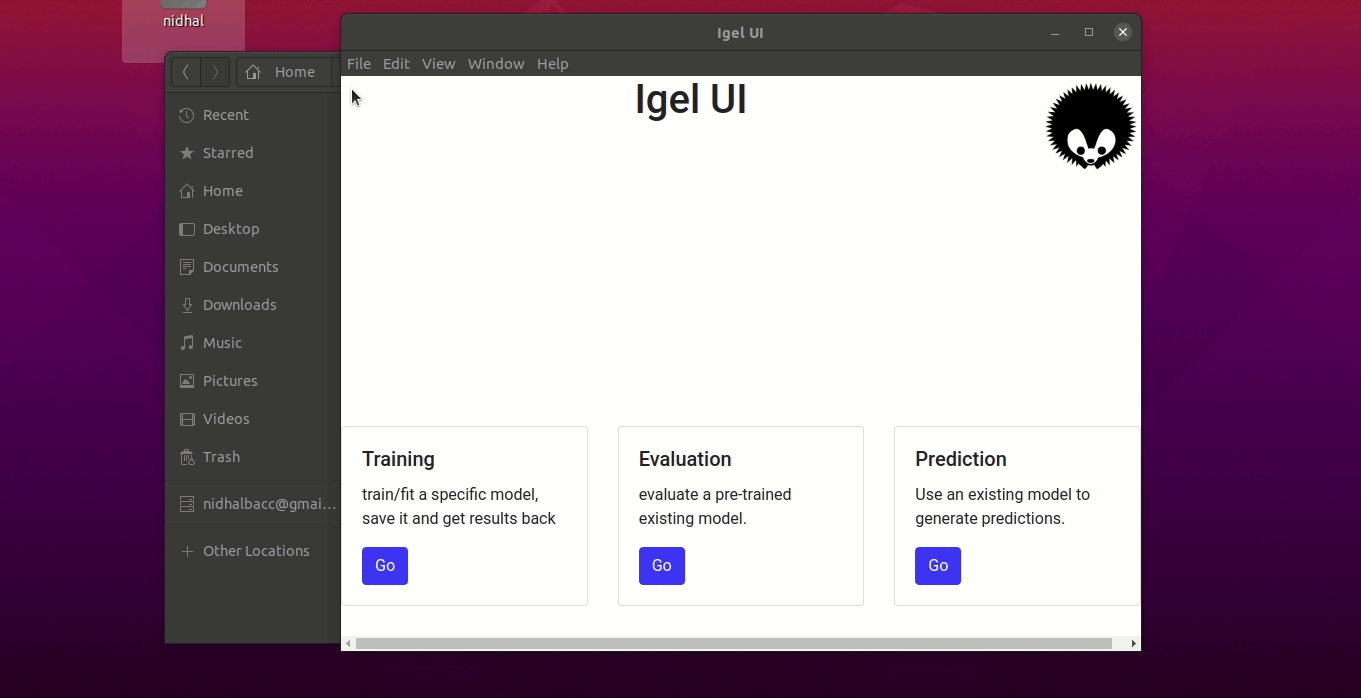 nidhal
Home
Recent
Starred
Home
Desktop
Documents
Downloads
Music
Pictures
Videos
Trash
nidhalbacc@gmai...
Other Locations
Igel UI
File Edit View Window Help
Igel UI
Training
train/fit a specific model,
save it and get results back
Go
Evaluation
evaluate a pre-trained
existing model.
Go
Prediction
Use an existing model to
generate predictions.
Go